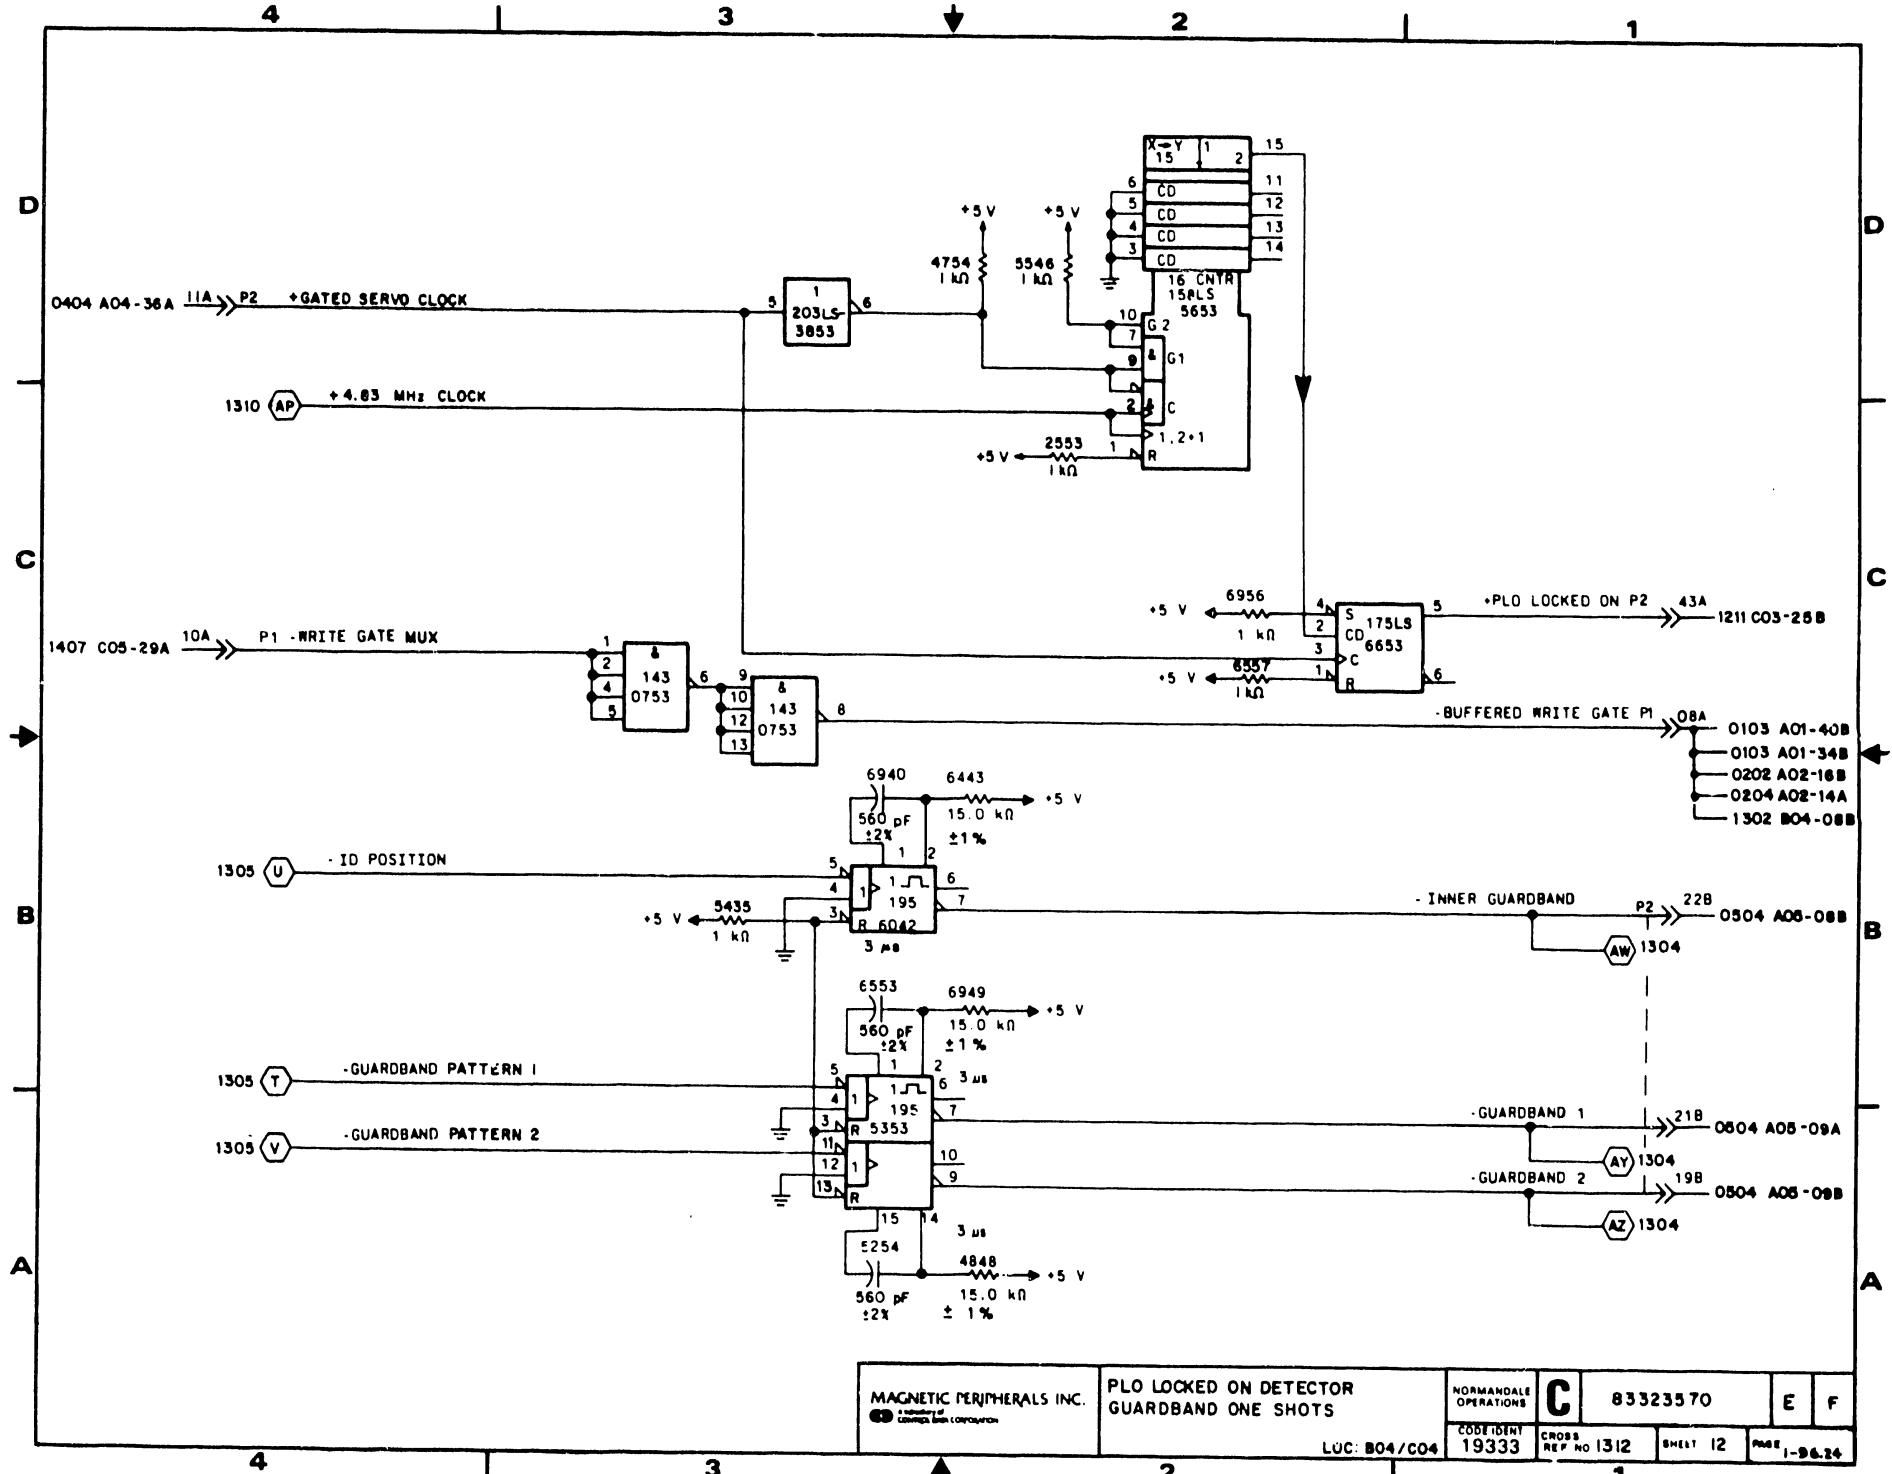 4
3
2
1
D
D
X→Y
15
1
2
15
6
CD
11
5
CD
12
4
CD
13
3
CD
14
16 CNTR
158LS
5653
+5 V
+5 V
4754
1 kΩ
5546
1 kΩ
0404 A04-36A
11A
P2
+GATED SERVO CLOCK
5
1
203LS
3853
6
10
G2
7
&
9
G1
1310
AP
+4.83 MHz CLOCK
2
&
C
1,2+1
2553
1 kΩ
+5 V
1
R
C
C
1407 C05-29A
10A
P1 -WRITE GATE MUX
1
2
4
5
&
143
0753
6
9
10
12
13
&
143
0753
8
6956
1 kΩ
+5 V
4
S
2
CD
3
C
1
R
175LS
6653
5
6
6557
1 kΩ
+5 V
+PLO LOCKED ON P2
43A
1211 C03-25B
-BUFFERED WRITE GATE P1
08A
0103 A01-40B
0103 A01-34B
0202 A02-16B
0204 A02-14A
1302 B04-08B
6940
560 pF
±2%
6443
15.0 kΩ
±1%
+5 V
1
2
1305
U
-ID POSITION
5
4
3
1
1
195
R
6042
3 µs
6
7
+5 V
5435
1 kΩ
-INNER GUARDBAND
P2
22B
0504 A05-08B
AW
1304
B
B
6553
560 pF
±2%
6949
15.0 kΩ
±1%
+5 V
1
2
3 µs
1305
T
-GUARDBAND PATTERN 1
5
4
3
1
1
195
R
5353
6
7
-GUARDBAND 1
21B
0504 A05-09A
AY
1304
1305
V
-GUARDBAND PATTERN 2
11
12
13
1
R
10
9
-GUARDBAND 2
19B
0504 A05-09B
AZ
1304
15
14
3 µs
5254
560 pF
±2%
4848
15.0 kΩ
± 1%
+5 V
A
A
MAGNETIC PERIPHERALS INC.
a subsidiary of
CONTROL DATA CORPORATION
PLO LOCKED ON DETECTOR
GUARDBAND ONE SHOTS
LOC: B04/C04
NORMANDALE
OPERATIONS
C
83323570
E
F
CODE IDENT
19333
CROSS
REF NO 1312
SHEET 12
PAGE 1-96.24
4
3
2
1